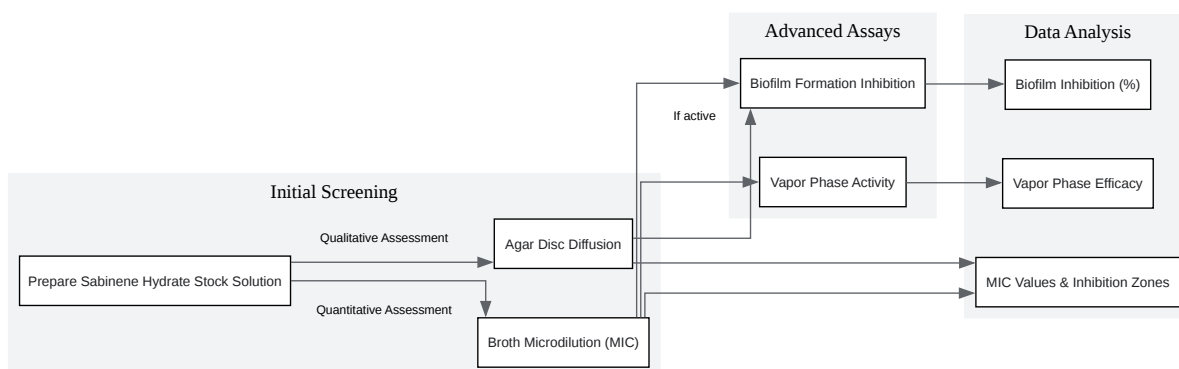 Advanced Assays
Data Analysis
Biofilm Formation Inhibition
Biofilm Inhibition (%)
If active
Vapor Phase Activity
Vapor Phase Efficacy
Initial Screening
Qualitative Assessment
Agar Disc Diffusion
Prepare Sabinene Hydrate Stock Solution
MIC Values & Inhibition Zones
Quantitative Assessment
Broth Microdilution (MIC)